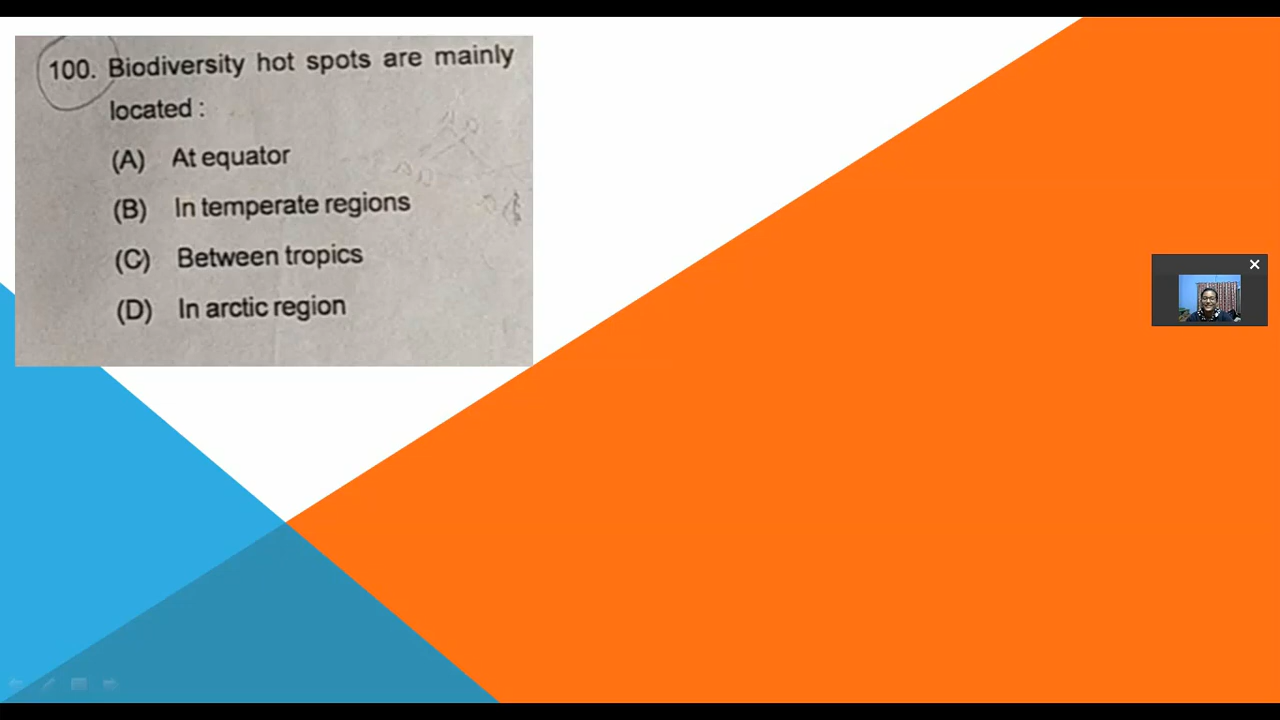 100. Biodiversity hot spots are mainly
located :
(A) At equator
(B) In temperate regions
(C) Between tropics
(D) In arctic region